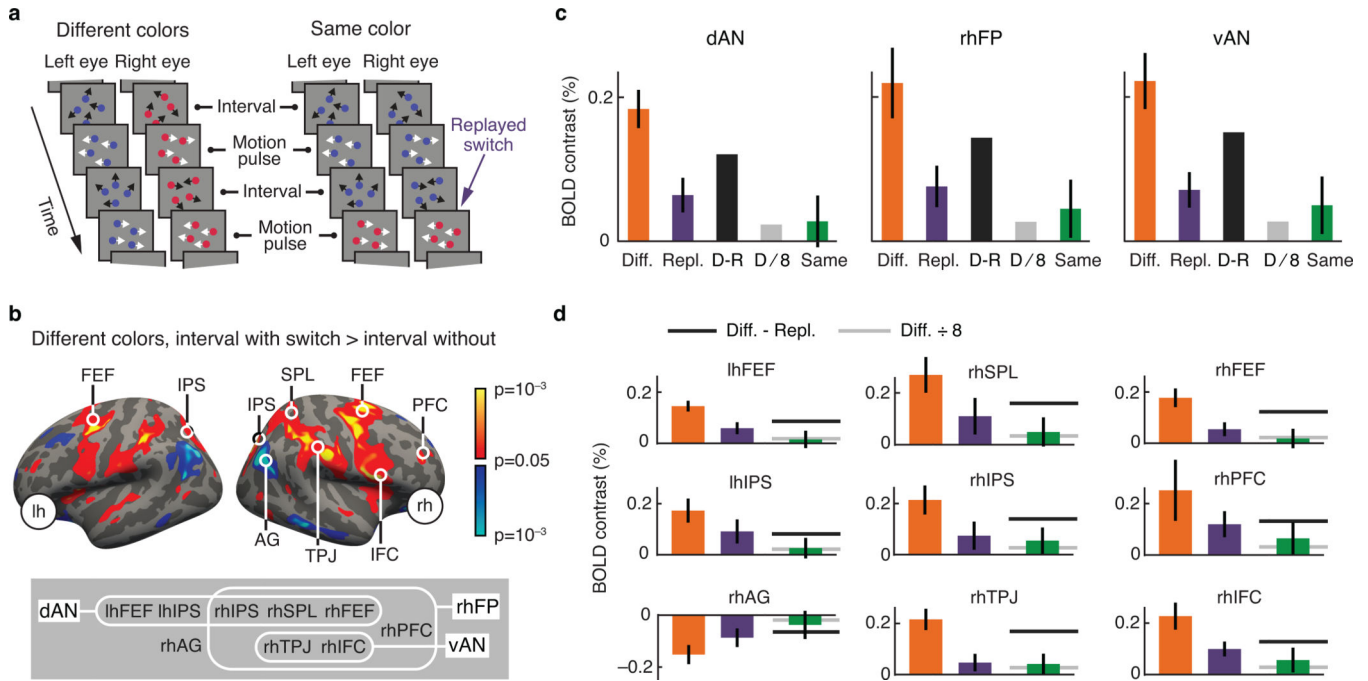 a
Different colors
Same color
Left eye Right eye
Left eye
Right eye
Interval
Motion
pulse
Interval
Motion
pulse
Replayed
switch
Time
b
Different colors, interval with switch > interval without
FEF
IPS
SPL
FEF
IPS
PFC
lh
rh
AG
TPJ
IFC
p=10⁻³
p=0.05
p=10⁻³
dAN
lhFEF lhIPS
rhIPS rhSPL rhFEF
rhFP
rhAG
rhPFC
rhTPJ rhIFC
vAN
c
dAN
rhFP
vAN
BOLD contrast (%)
0.2
0
Diff. Repl. D-R D/8 Same
Diff. Repl. D-R D/8 Same
Diff. Repl. D-R D/8 Same
d
Diff. - Repl.
Diff. ÷ 8
BOLD contrast (%)
lhFEF
0.2
0
rhSPL
0.2
0
rhFEF
0.2
0
lhIPS
0.2
0
rhIPS
0.2
0
rhPFC
0.2
0
rhAG
0
−0.2
rhTPJ
0.2
0
rhIFC
0.2
0